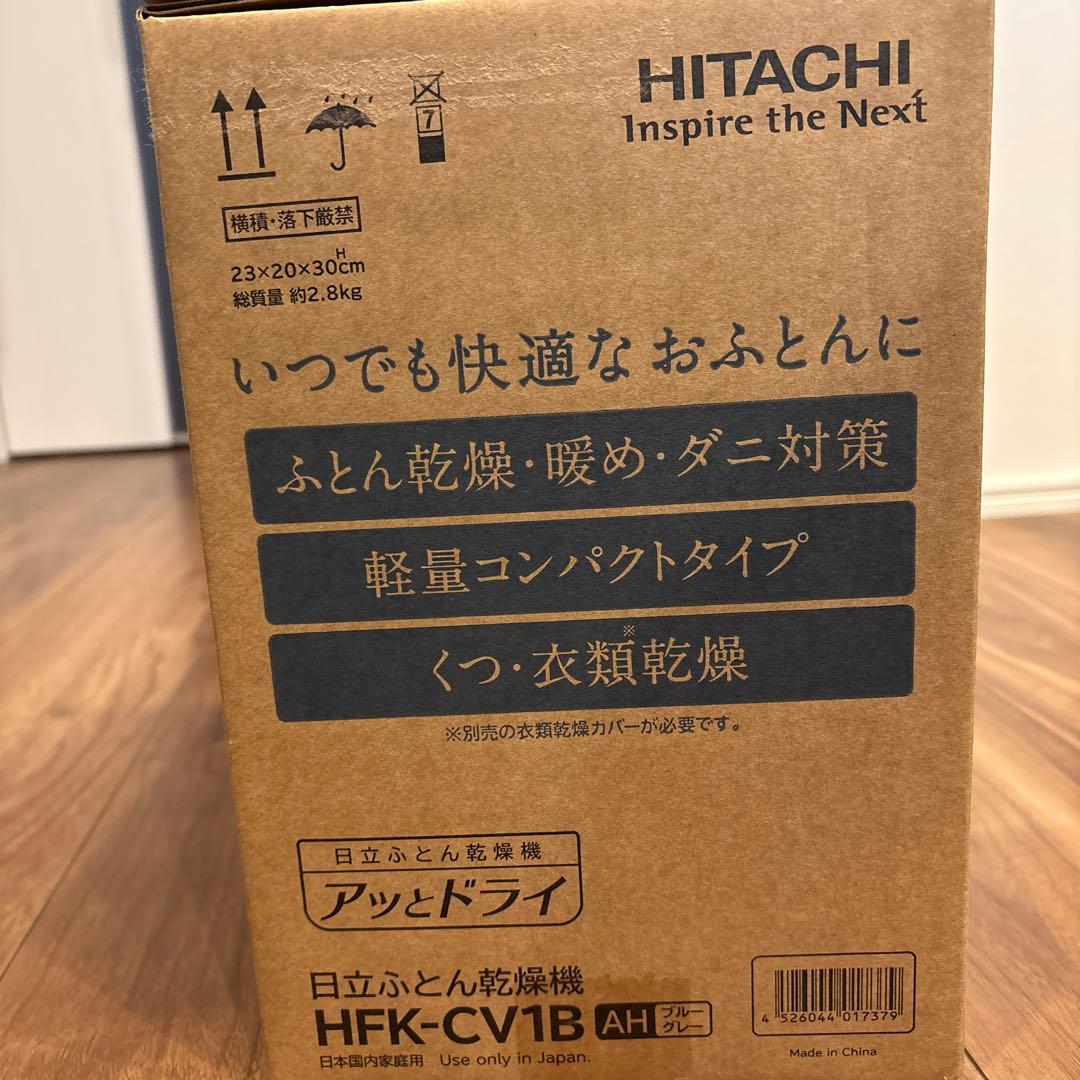 HITACHI
Inspire the Next
7
横積・落下厳禁
23×20×30cm
H
総質量 約2.8kg
いつでも快適な おふとんに
ふとん乾燥・暖め・ダニ対策
軽量コンパクトタイプ
くつ・衣類乾燥
※
※別売の衣類乾燥カバーが必要です。
日立ふとん乾燥機
アッとドライ
日立ふとん乾燥機
HFK-CV1B AH ブルーグレー
日本国内家庭用 Use only in Japan.
4 526044 017379
Made in China